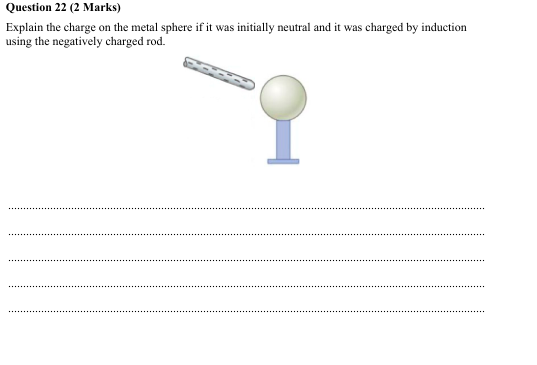 Question 22 (2 Marks)
Explain the charge on the metal sphere if it was initially neutral and it was charged by induction
using the negatively charged rod.